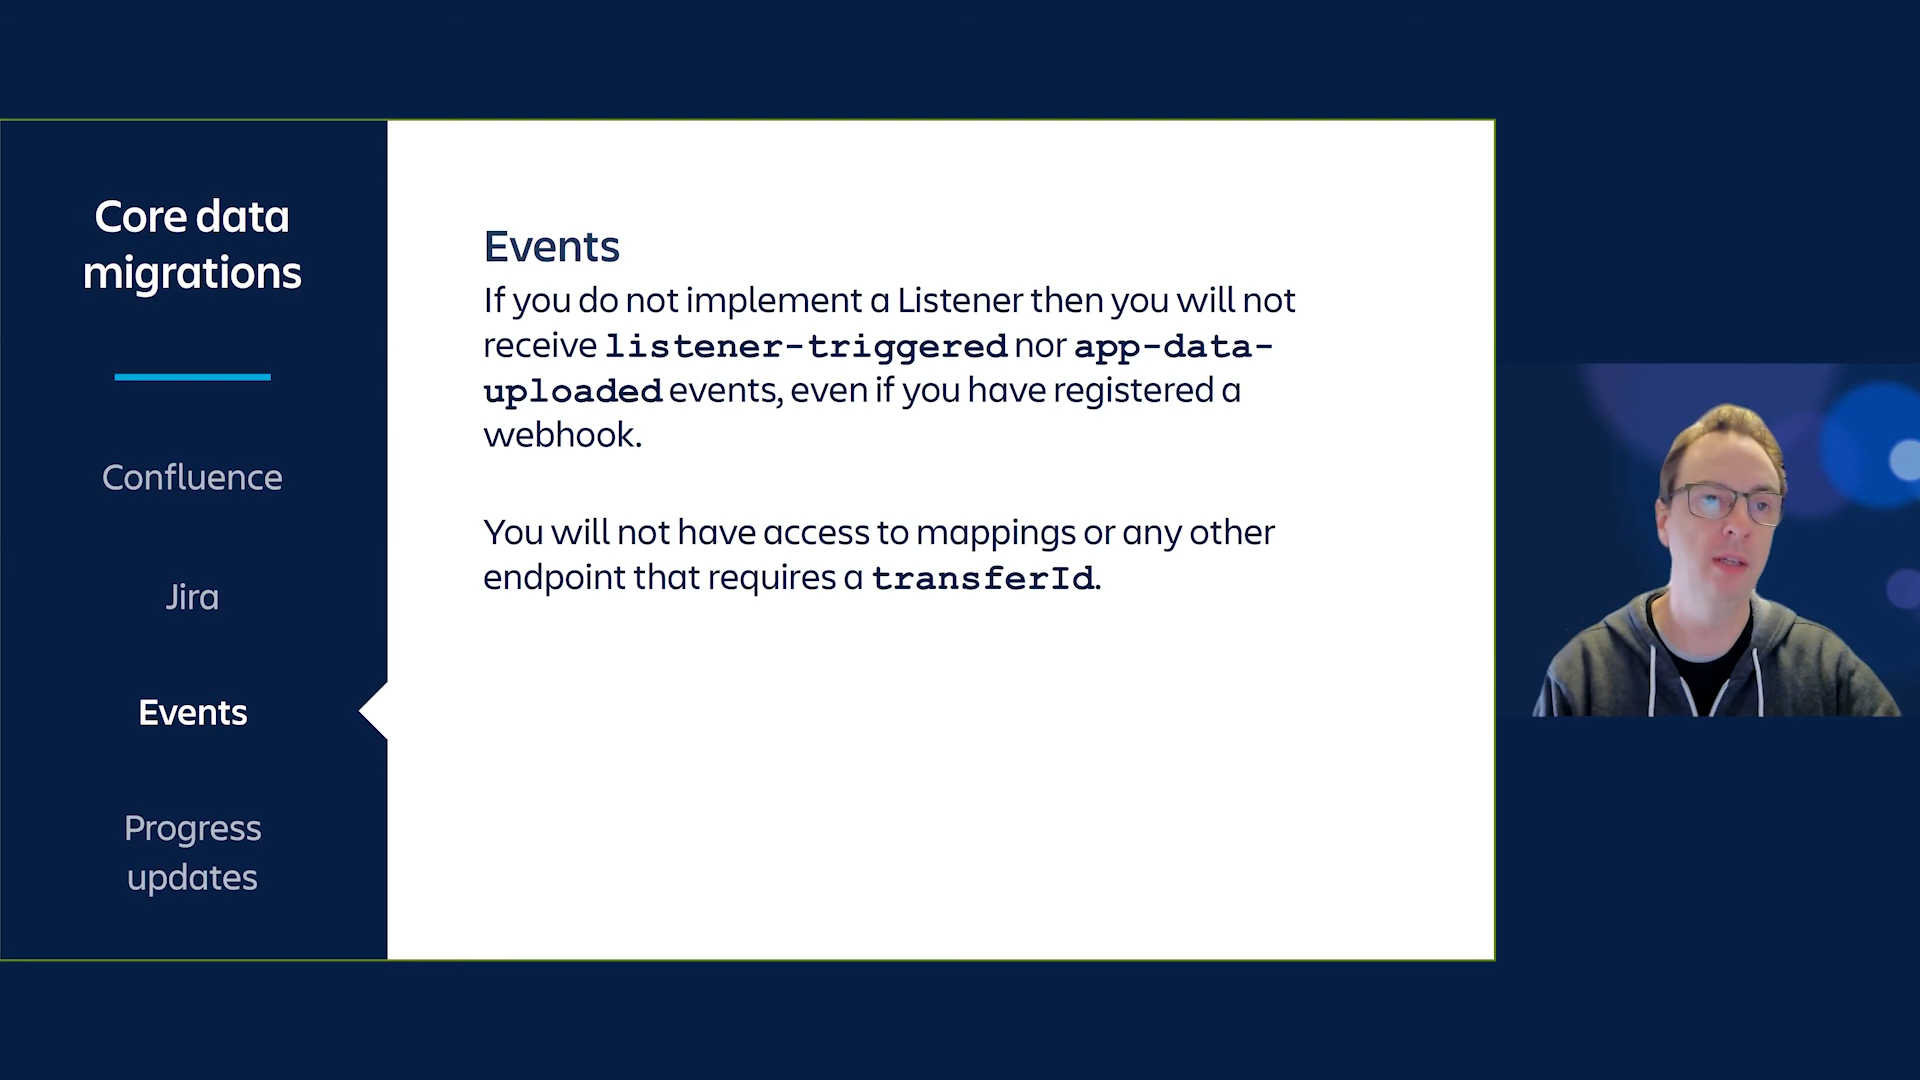 Core data
migrations
Confluence
Jira
Events
Progress
updates
Events
If you do not implement a Listener then you will not
receive listener-triggered nor app-data-
uploaded events, even if you have registered a
webhook.
You will not have access to mappings or any other
endpoint that requires a transferId.